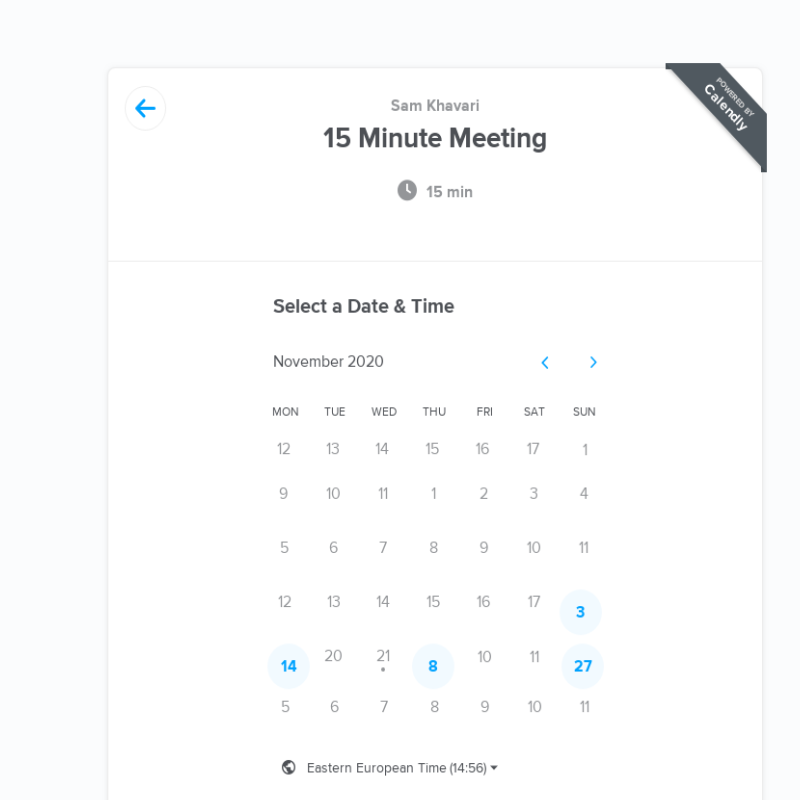 POWERED BY
Calendly
Sam Khavari
15 Minute Meeting
15 min
Select a Date & Time
November 2020
MON TUE WED THU FRI SAT SUN
12 13 14 15 16 17 1
9 10 11 1 2 3 4
5 6 7 8 9 10 11
12 13 14 15 16 17 3
14 20 21 8 10 11 27
5 6 7 8 9 10 11
Eastern European Time (14:56)